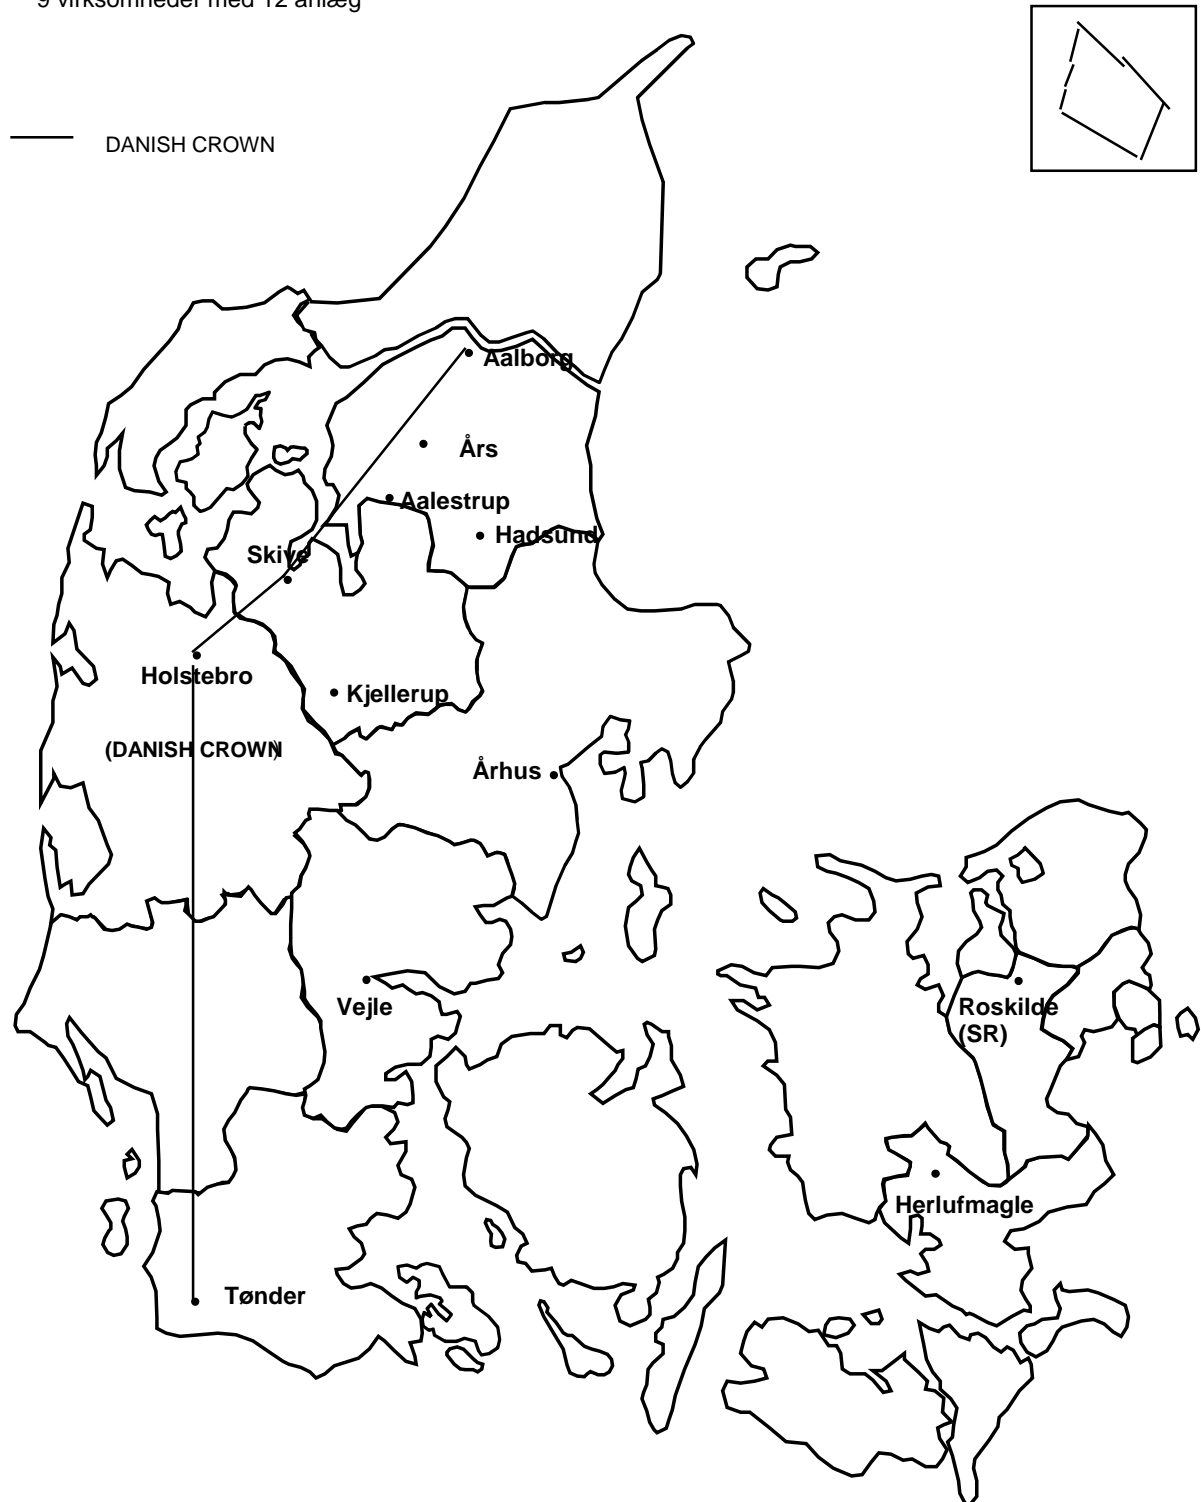 9 virksomheder med 12 anlæg
DANISH CROWN
Aalborg
Års
Aalestrup
Hadsund
Skive
Holstebro
Kjellerup
(DANISH CROWN)
Århus
Vejle
Roskilde
(SR)
Herlufmagle
Tønder